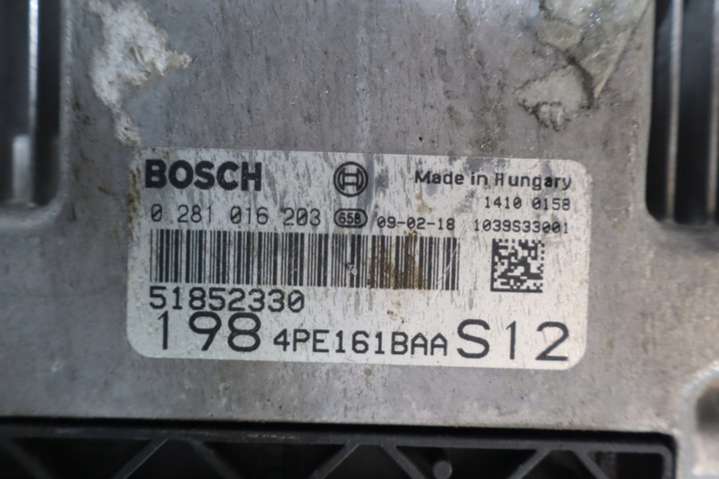 BOSCH Made in Hungary
1410 0158
0 281 016 203 658 09-02-18 1039S33001
51852330
198 4PE161BAA S12